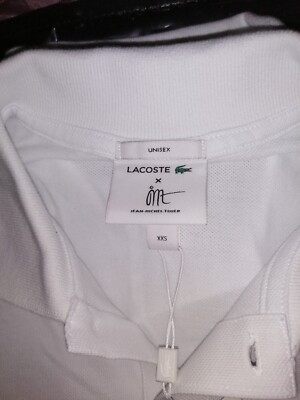 UNISEX
LACOSTE
x
JEAN-MICHEL TIXIER
XXS